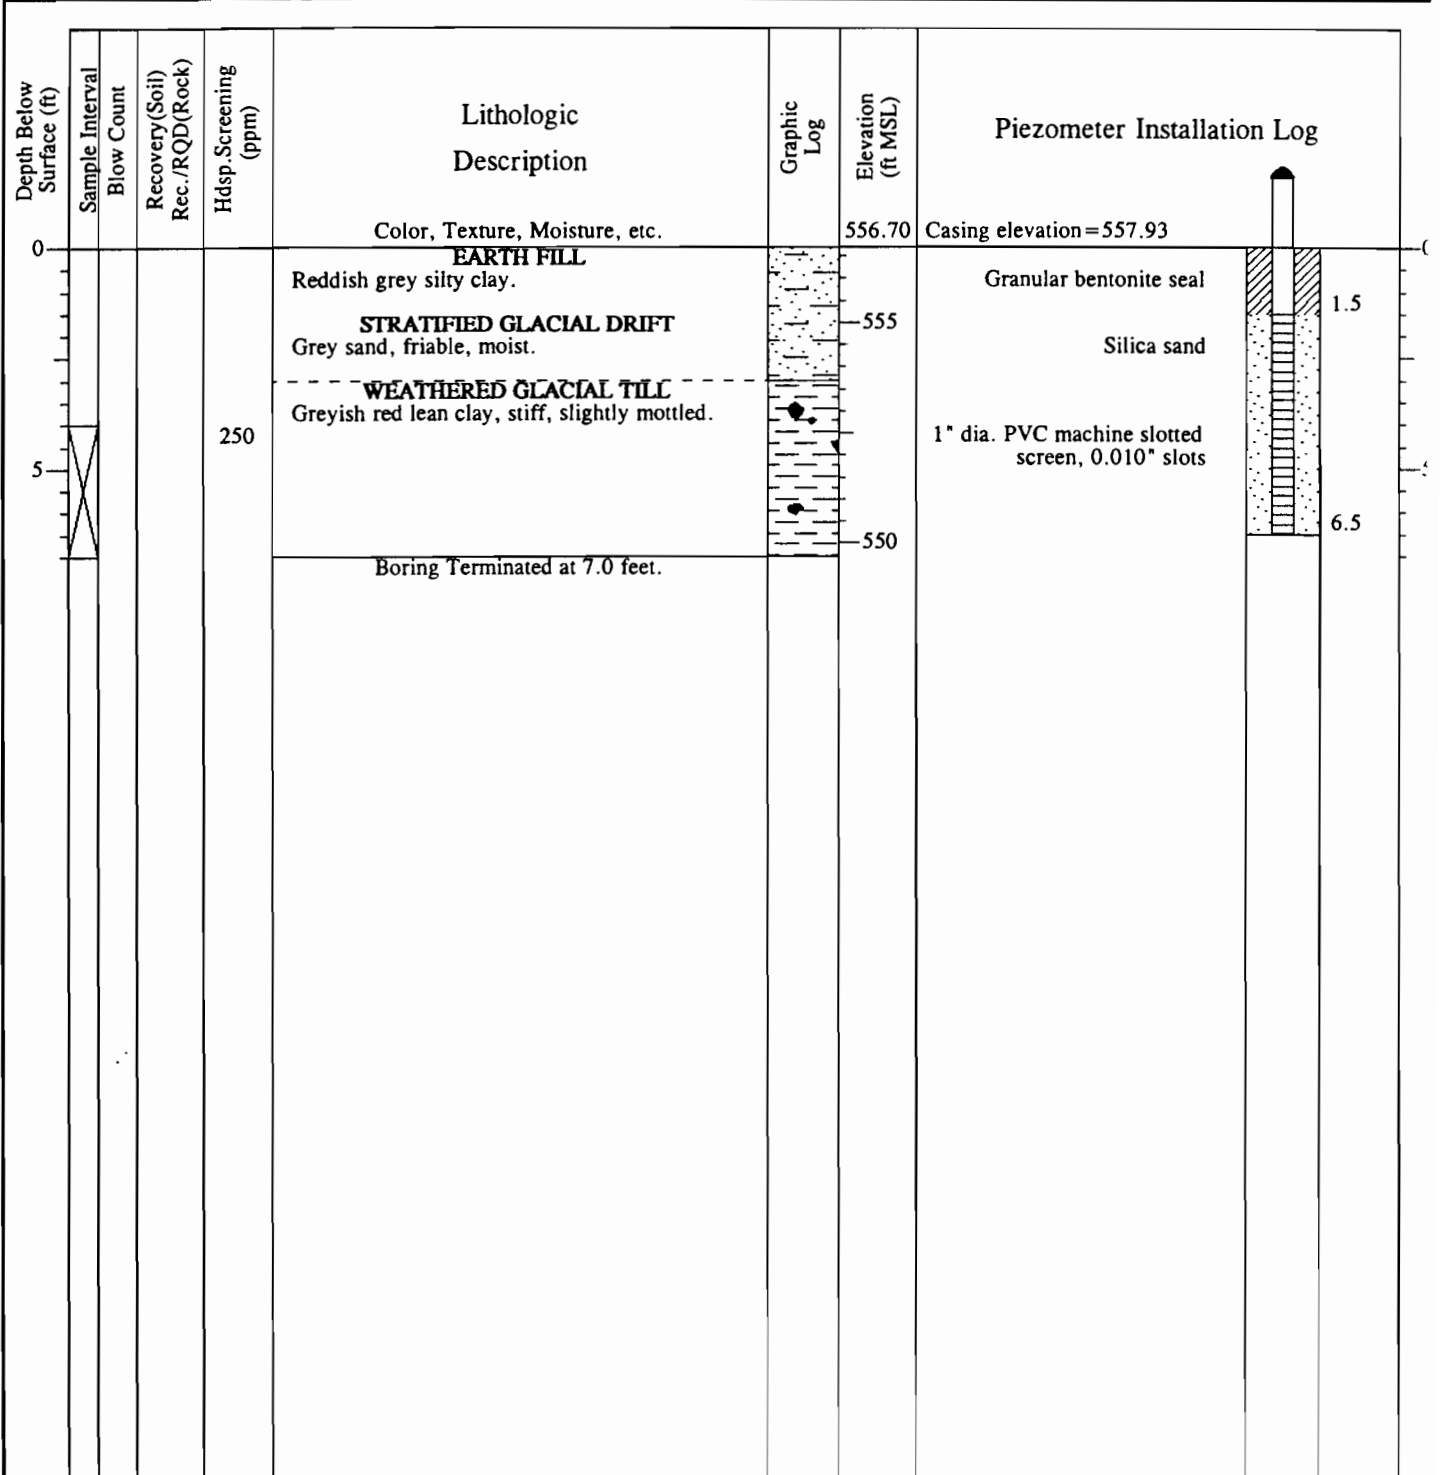 Depth Below
Surface (ft)
Sample Interval
Blow Count
Recovery(Soil)
Rec./RQD(Rock)
Hdsp.Screening
(ppm)
Lithologic
Description
Color, Texture, Moisture, etc.
Graphic
Log
Elevation
(ft MSL)
556.70
Piezometer Installation Log
Casing elevation=557.93
0
EARTH FILL
Reddish grey silty clay.
Granular bentonite seal
1.5
STRATIFIED GLACIAL DRIFT
555
Grey sand, friable, moist.
Silica sand
WEATHERED GLACIAL TILL
Greyish red lean clay, stiff, slightly mottled.
250
1" dia. PVC machine slotted
screen, 0.010" slots
5
6.5
550
Boring Terminated at 7.0 feet.